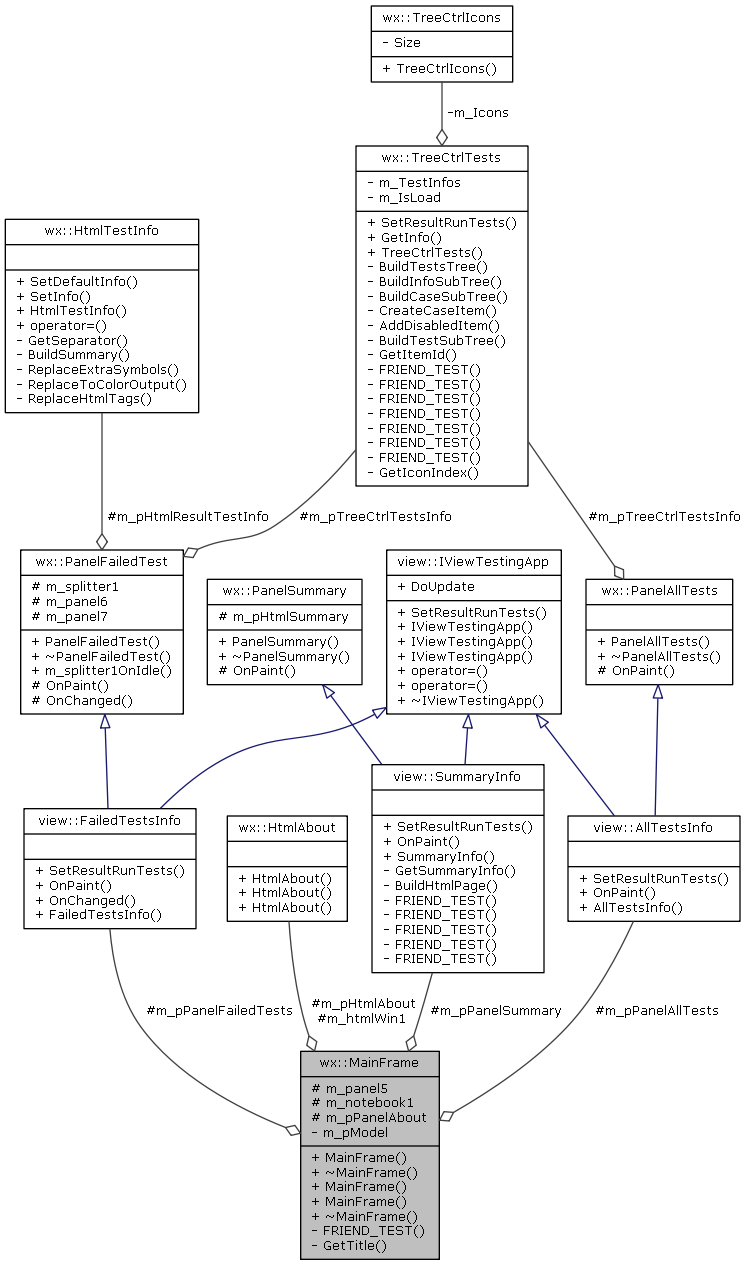 wx::TreeCtrlIcons
- Size
+ TreeCtrlIcons()
-m_Icons
wx::TreeCtrlTests
- m_TestInfos
- m_IsLoad
+ SetResultRunTests()
+ GetInfo()
+ TreeCtrlTests()
- BuildTestsTree()
- BuildInfoSubTree()
- BuildCaseSubTree()
- CreateCaseItem()
- AddDisabledItem()
- BuildTestSubTree()
- GetItemId()
- FRIEND_TEST()
- FRIEND_TEST()
- FRIEND_TEST()
- FRIEND_TEST()
- FRIEND_TEST()
- FRIEND_TEST()
- FRIEND_TEST()
- GetIconIndex()
wx::HtmlTestInfo
+ SetDefaultInfo()
+ SetInfo()
+ HtmlTestInfo()
+ operator=()
- GetSeparator()
- BuildSummary()
- ReplaceExtraSymbols()
- ReplaceToColorOutput()
- ReplaceHtmlTags()
#m_pHtmlResultTestInfo
#m_pTreeCtrlTestsInfo
#m_pTreeCtrlTestsInfo
wx::PanelFailedTest
# m_splitter1
# m_panel6
# m_panel7
+ PanelFailedTest()
+ ~PanelFailedTest()
+ m_splitter1OnIdle()
# OnPaint()
# OnChanged()
wx::PanelSummary
# m_pHtmlSummary
+ PanelSummary()
+ ~PanelSummary()
# OnPaint()
view::IViewTestingApp
+ DoUpdate
+ SetResultRunTests()
+ IViewTestingApp()
+ IViewTestingApp()
+ IViewTestingApp()
+ operator=()
+ operator=()
+ ~IViewTestingApp()
wx::PanelAllTests
+ PanelAllTests()
+ ~PanelAllTests()
# OnPaint()
view::FailedTestsInfo
+ SetResultRunTests()
+ OnPaint()
+ OnChanged()
+ FailedTestsInfo()
wx::HtmlAbout
+ HtmlAbout()
+ HtmlAbout()
+ HtmlAbout()
view::SummaryInfo
+ SetResultRunTests()
+ OnPaint()
+ SummaryInfo()
- GetSummaryInfo()
- BuildHtmlPage()
- FRIEND_TEST()
- FRIEND_TEST()
- FRIEND_TEST()
- FRIEND_TEST()
- FRIEND_TEST()
view::AllTestsInfo
+ SetResultRunTests()
+ OnPaint()
+ AllTestsInfo()
#m_pPanelFailedTests
#m_pHtmlAbout
#m_htmlWin1
#m_pPanelSummary
#m_pPanelAllTests
wx::MainFrame
# m_panel5
# m_notebook1
# m_pPanelAbout
- m_pModel
+ MainFrame()
+ ~MainFrame()
+ MainFrame()
+ MainFrame()
+ ~MainFrame()
- FRIEND_TEST()
- GetTitle()